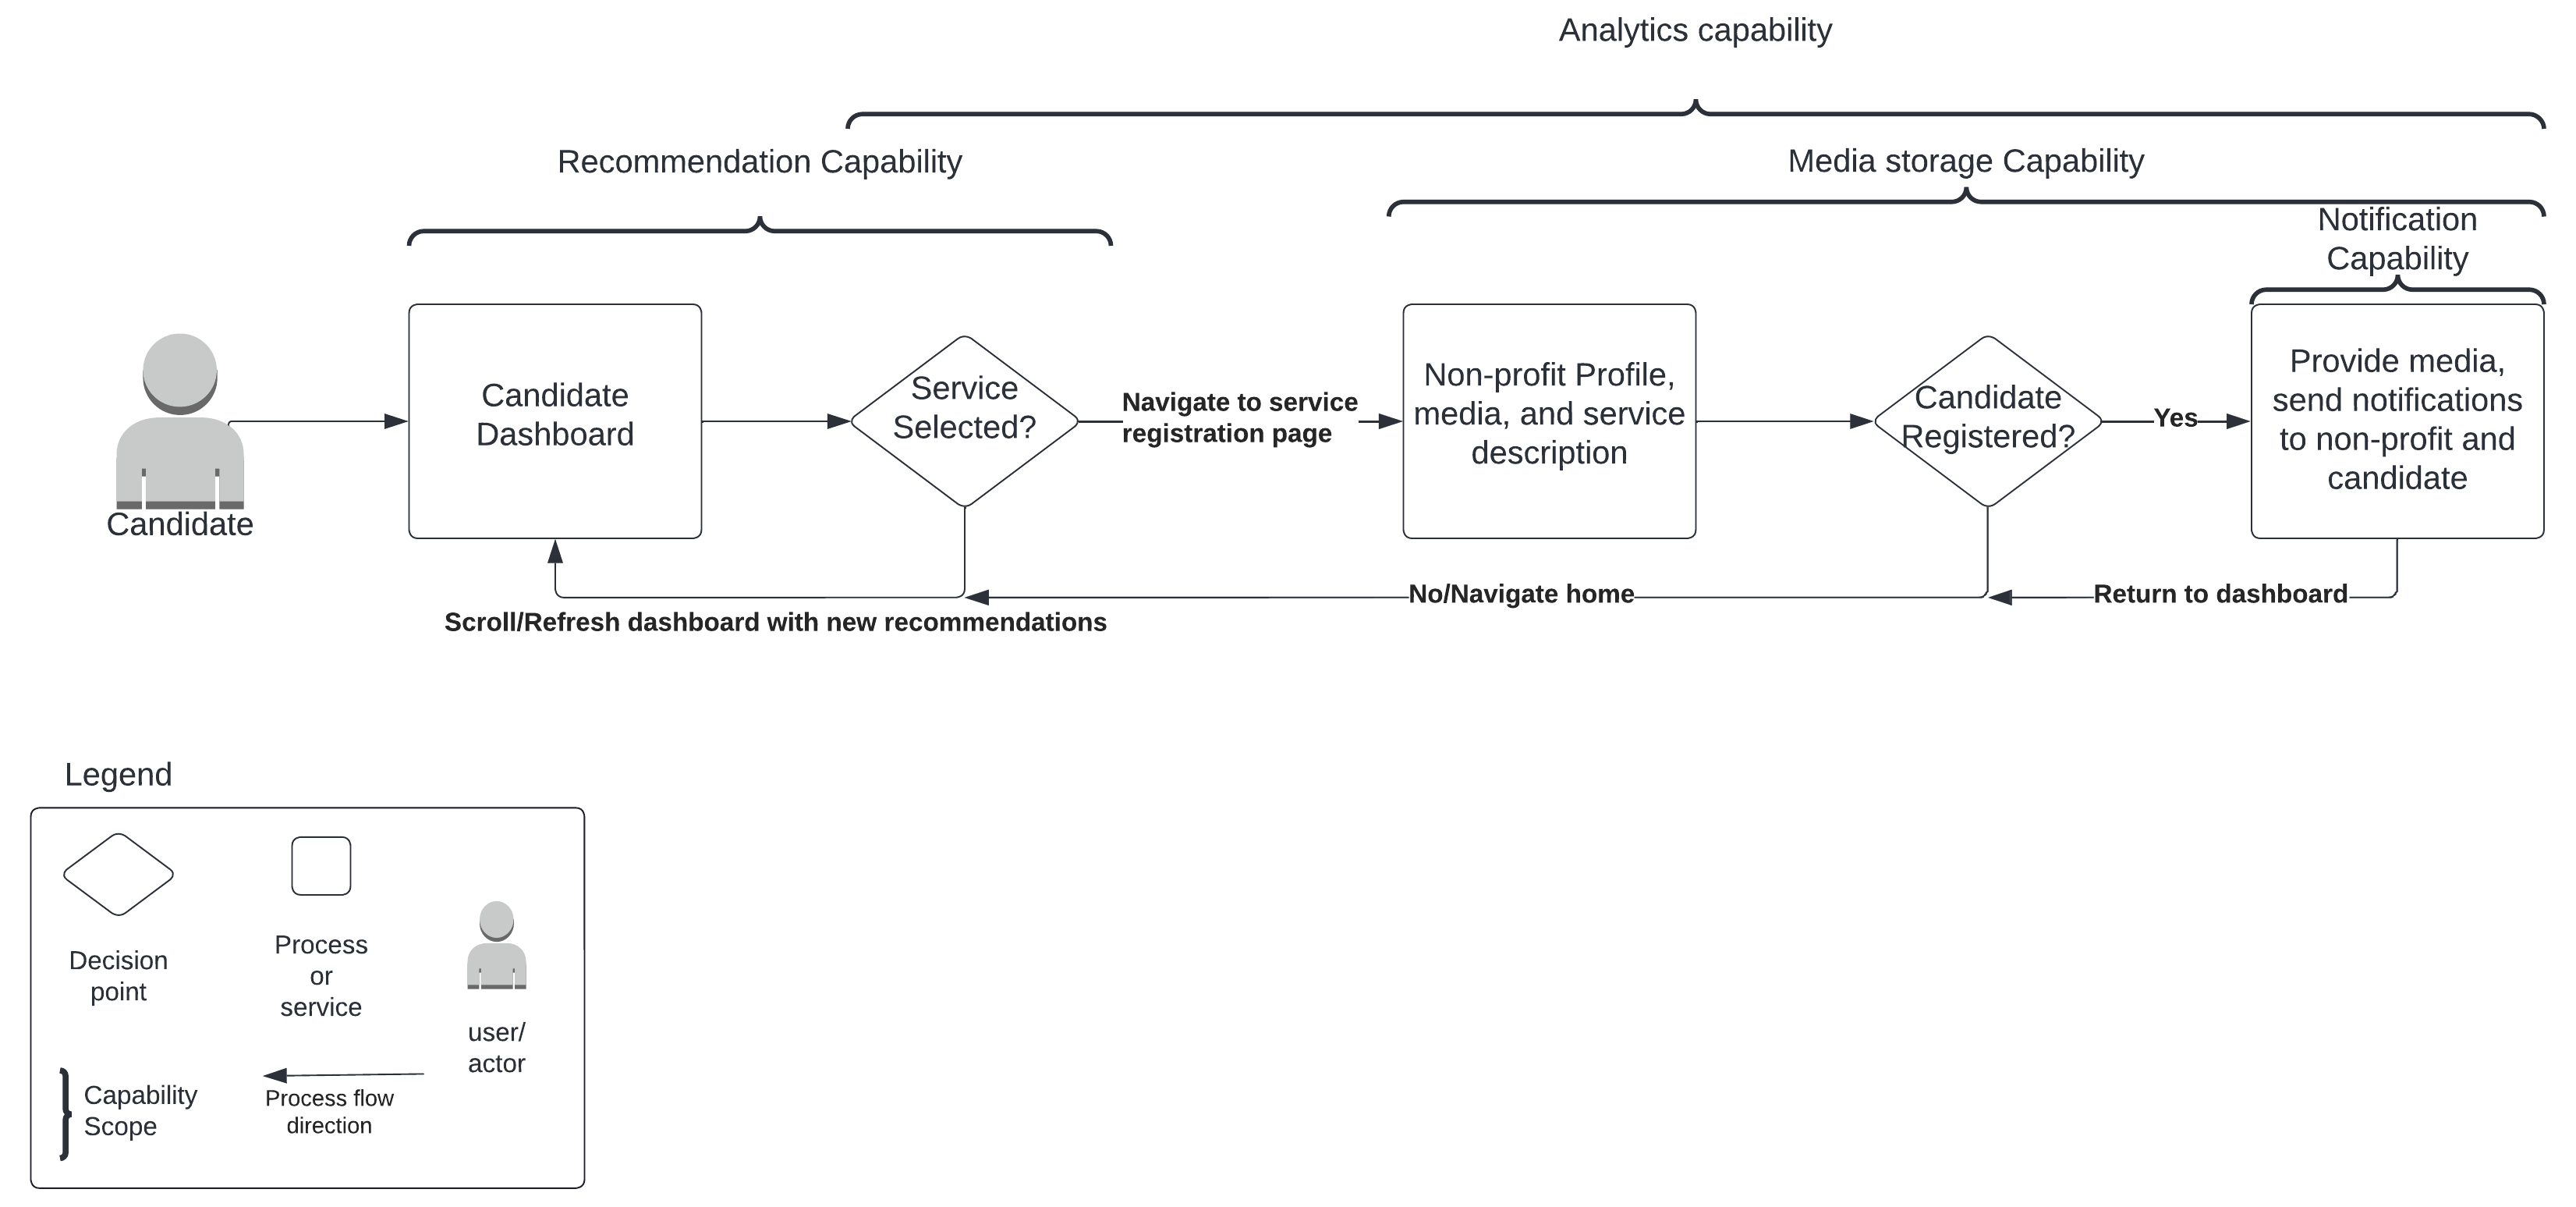 Analytics capability
Recommendation Capability
Media storage Capability
Notification
Capability
Candidate
Candidate
Dashboard
Service
Selected?
Navigate to service
registration page
Non-profit Profile,
media, and service
description
Candidate
Registered?
Yes
Provide media,
send notifications
to non-profit and
candidate
Scroll/Refresh dashboard with new recommendations
No/Navigate home
Return to dashboard
Legend
Decision
point
Process
or
service
user/
actor
Capability
Scope
Process flow
direction